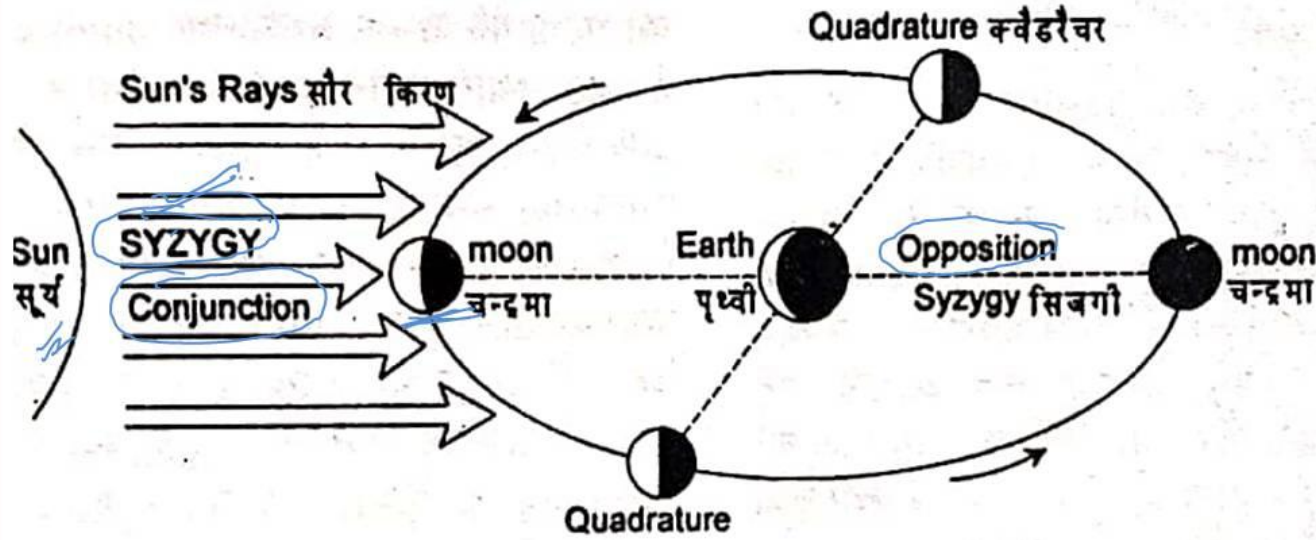 Quadrature क्वैडरैचर
Sun's Rays सौर किरण
SYZYGY
Conjunction
Sun
सूर्य
moon
चन्द्रमा
Earth
पृथ्वी
Opposition
Syzygy सिजगी
moon
चन्द्रमा
Quadrature